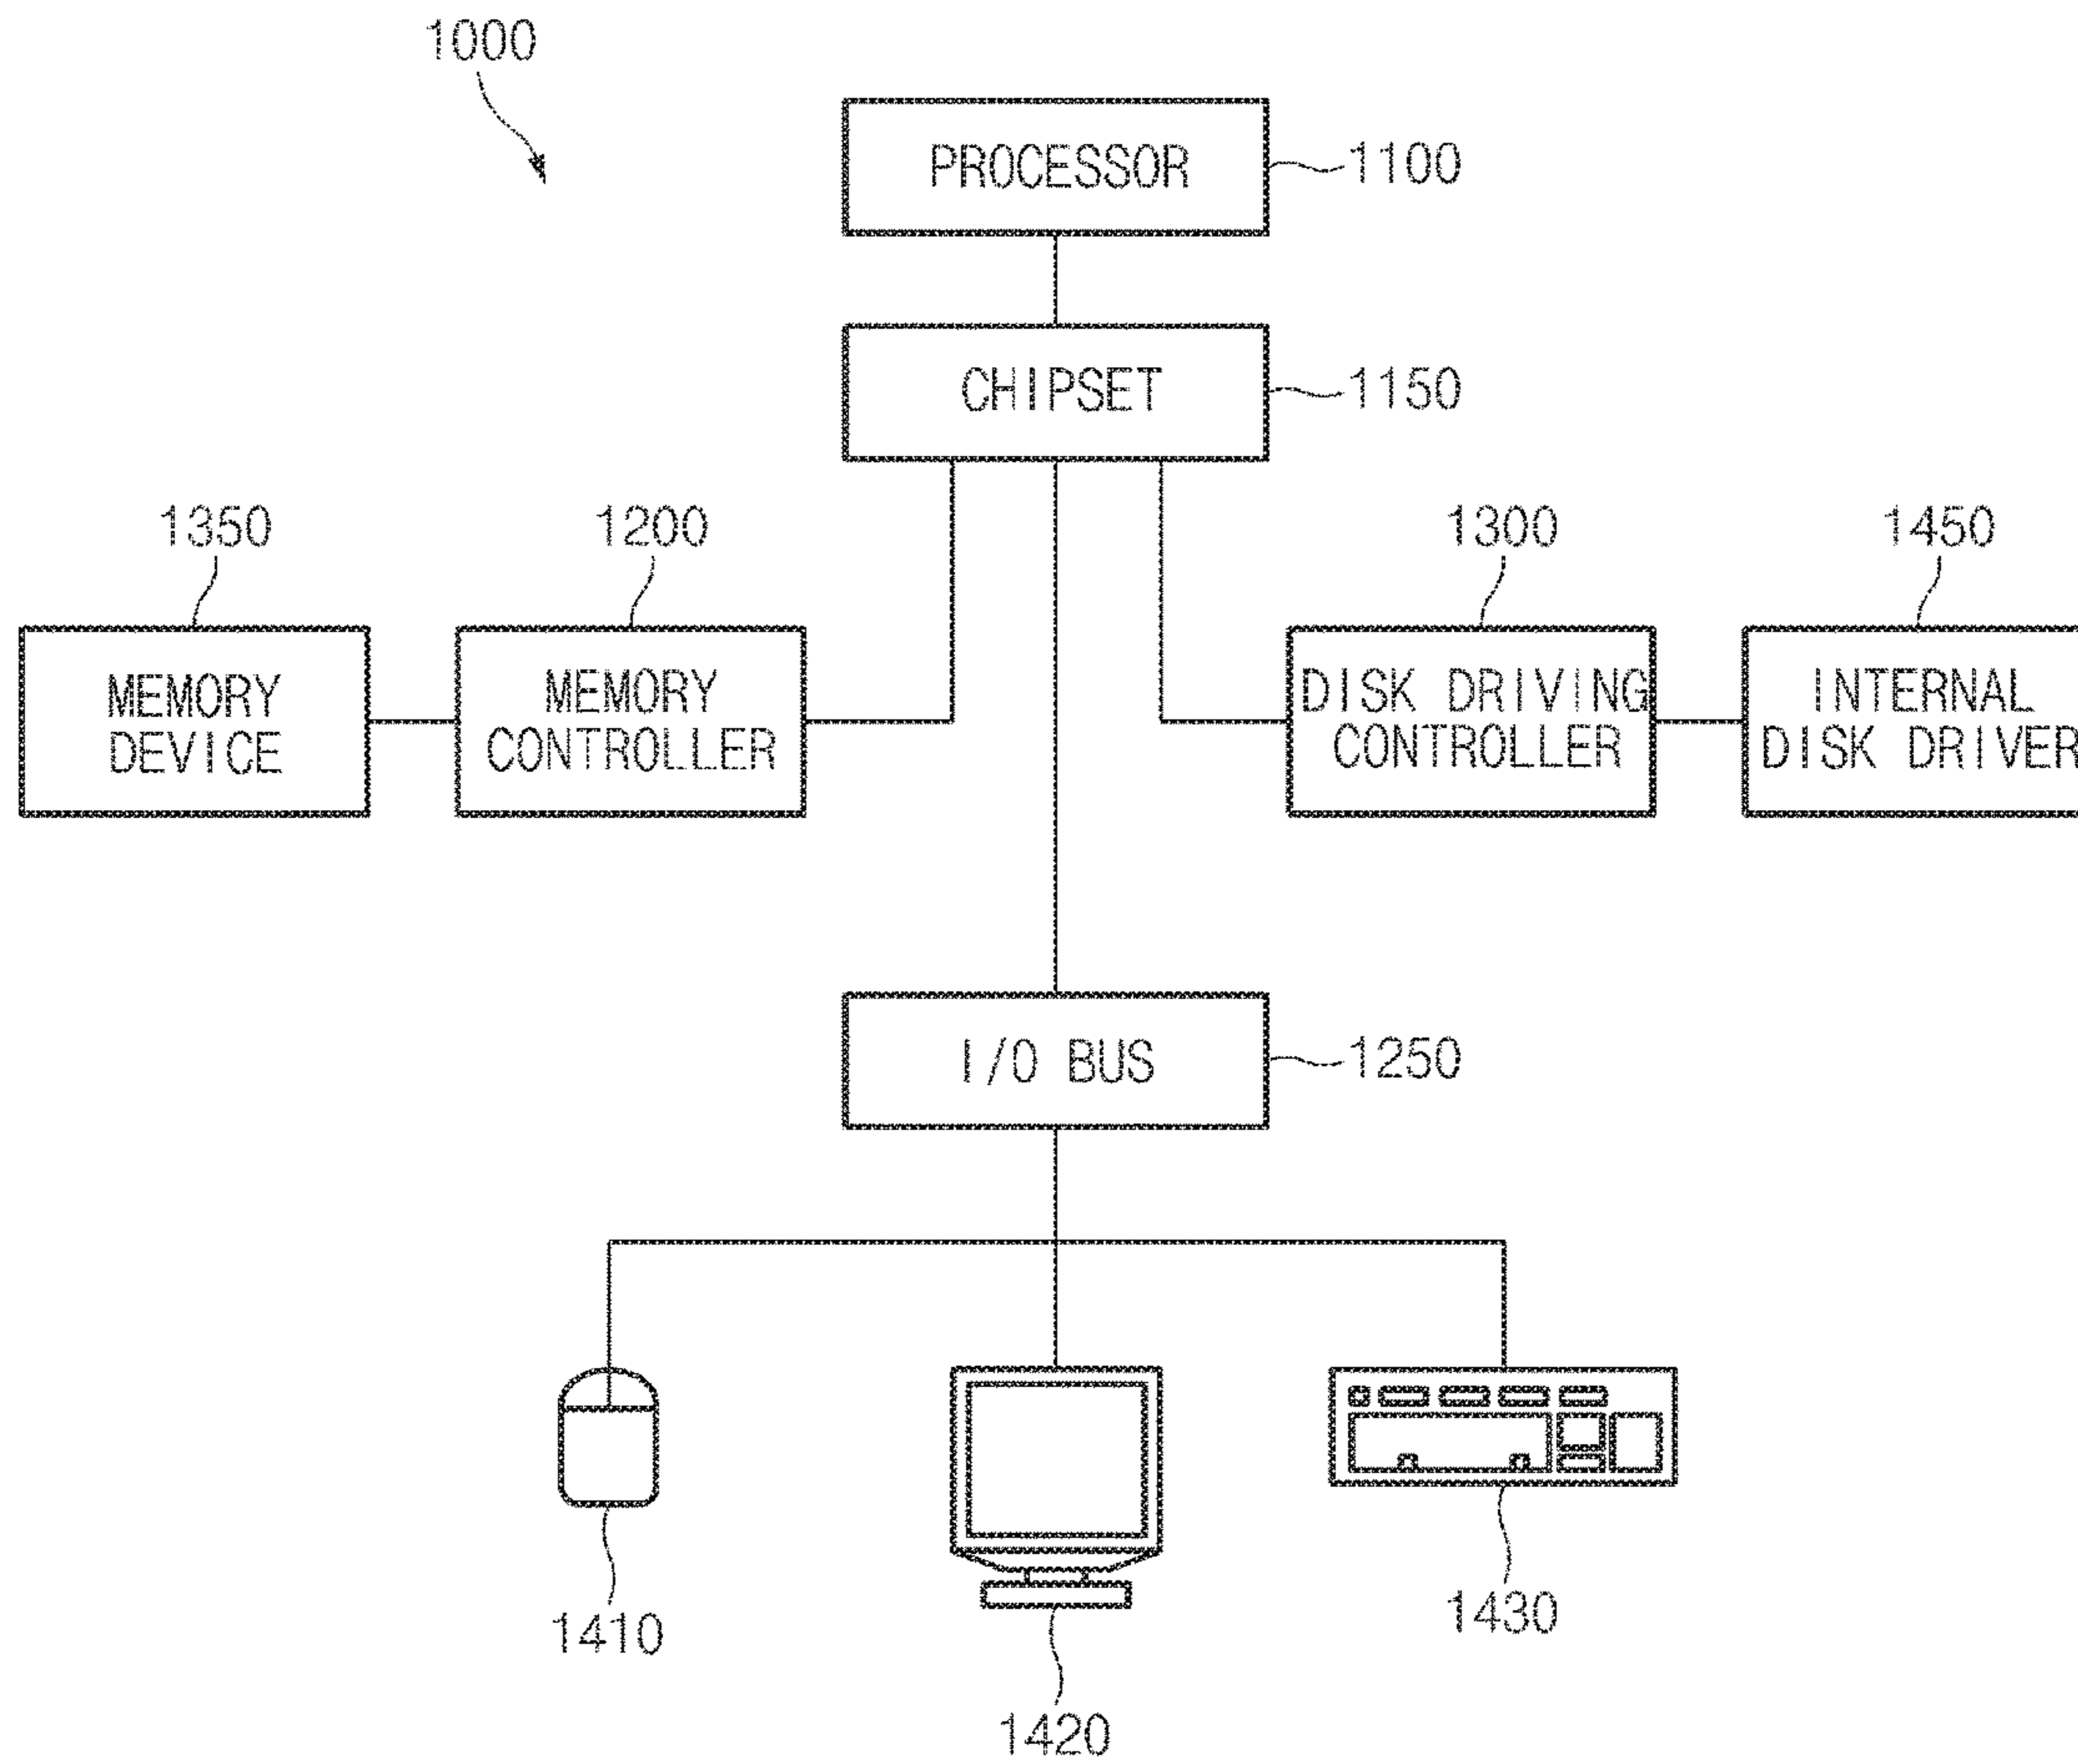 1000
PROCESSOR
1100
CHIPSET
1150
1350
1200
1300
1450
MEMORY
DEVICE
MEMORY
CONTROLLER
DISK DRIVING
CONTROLLER
INTERNAL
DISK DRIVER
I/O BUS
1250
1410
1420
1430